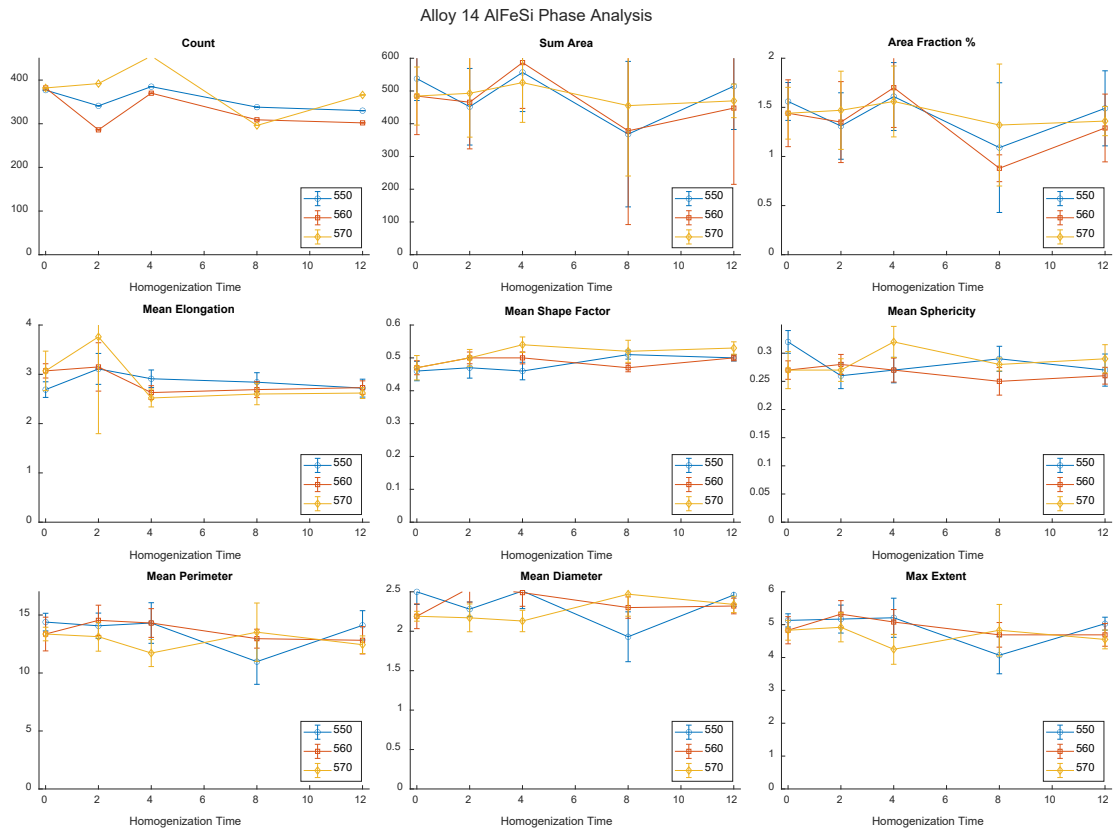 Alloy 14 AlFeSi Phase Analysis
Count
400
300
200
100
0
0 2 4 6 8 10 12
Homogenization Time
550
560
570
Sum Area
600
500
400
300
200
100
0
0 2 4 6 8 10 12
Homogenization Time
550
560
570
Area Fraction %
2
1.5
1
0.5
0
0 2 4 6 8 10 12
Homogenization Time
550
560
570
Mean Elongation
4
3
2
1
0
0 2 4 6 8 10 12
Homogenization Time
550
560
570
Mean Shape Factor
0.6
0.5
0.4
0.3
0.2
0.1
0
0 2 4 6 8 10 12
Homogenization Time
550
560
570
Mean Sphericity
0.3
0.25
0.2
0.15
0.1
0.05
0
0 2 4 6 8 10 12
Homogenization Time
550
560
570
Mean Perimeter
15
10
5
0
0 2 4 6 8 10 12
Homogenization Time
550
560
570
Mean Diameter
2.5
2
1.5
1
0.5
0
0 2 4 6 8 10 12
Homogenization Time
550
560
570
Max Extent
6
5
4
3
2
1
0
0 2 4 6 8 10 12
Homogenization Time
550
560
570